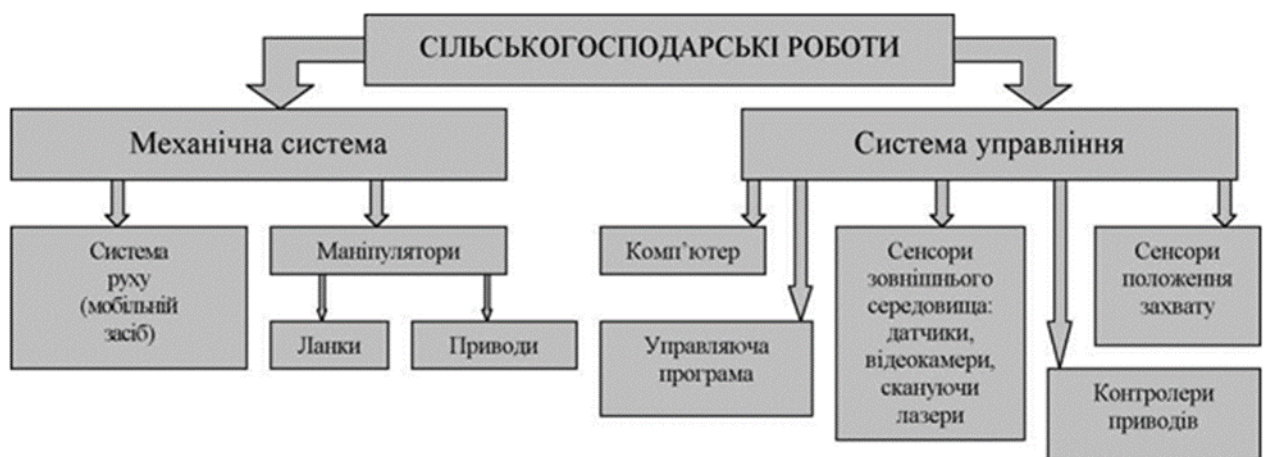 СІЛЬСЬКОГОСПОДАРСЬКІ РОБОТИ
Механічна система
Система управління
Система
руху
(мобільній
засіб)
Маніпулятори
Ланки
Приводи
Комп’ютер
Управляюча
програма
Сенсори
зовнішнього
середовища:
датчики,
відеокамери,
скануючи
лазери
Сенсори
положення
захвату
Контролери
приводів